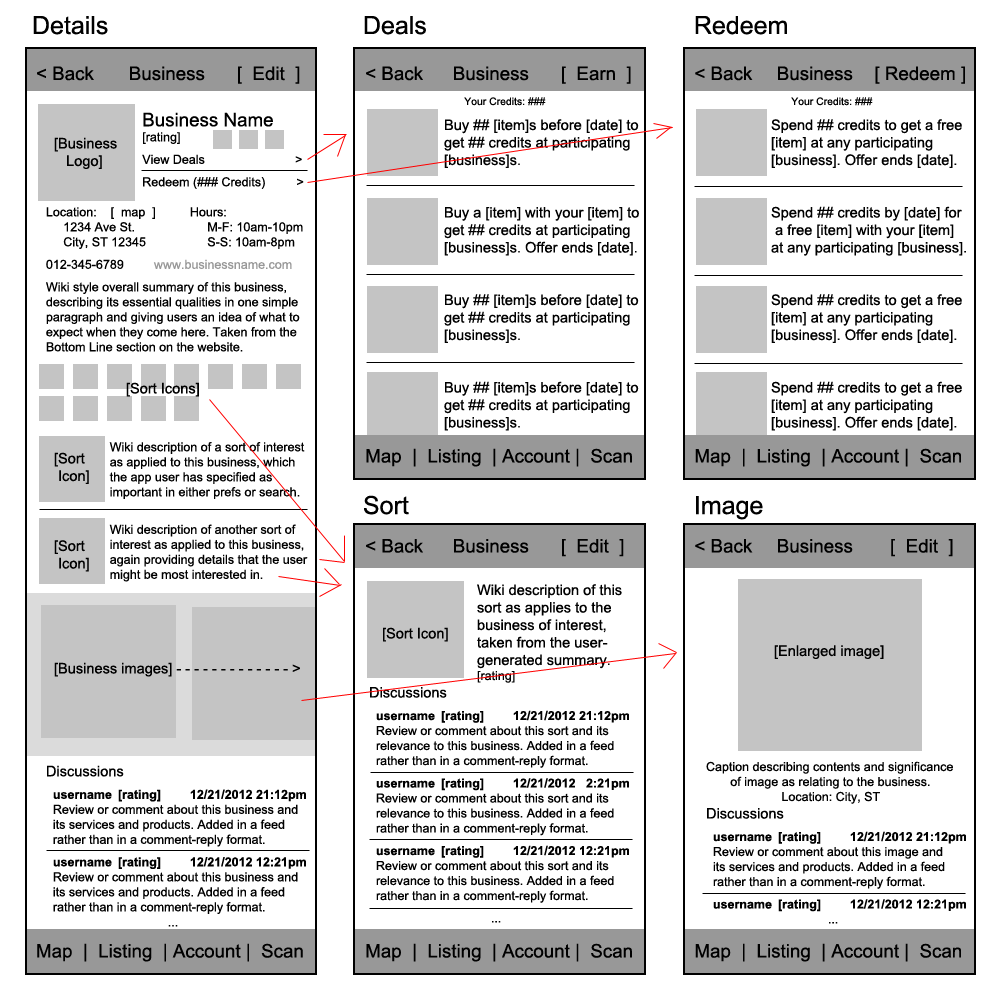 Details
< Back Business [ Edit ]
[Business
Logo]
Business Name
[rating]
View Deals >
Redeem (### Credits) >
Location: [ map ] Hours:
1234 Ave St. M-F: 10am-10pm
City, ST 12345 S-S: 10am-8pm
012-345-6789 www.businessname.com
Wiki style overall summary of this business,
describing its essential qualities in one simple
paragraph and giving users an idea of what to
expect when they come here. Taken from the
Bottom Line section on the website.
[Sort Icons]
[Sort
Icon]
Wiki description of a sort of interest
as applied to this business, which
the app user has specified as
important in either prefs or search.
[Sort
Icon]
Wiki description of another sort of
interest as applied to this business,
again providing details that the user
might be most interested in.
[Business images] - - - - - - - - - - - - >
Discussions
username [rating] 12/21/2012 21:12pm
Review or comment about this business and
its services and products. Added in a feed
rather than in a comment-reply format.
username [rating] 12/21/2012 12:21pm
Review or comment about this business and
its services and products. Added in a feed
rather than in a comment-reply format.
...
Map | Listing | Account | Scan
Deals
< Back Business [ Earn ]
Your Credits: ###
Buy ## [item]s before [date] to
get ## credits at participating
[business]s.
Buy a [item] with your [item] to
get ## credits at participating
[business]s. Offer ends [date].
Buy ## [item]s before [date] to
get ## credits at participating
[business]s.
Buy ## [item]s before [date] to
get ## credits at participating
[business]s.
Map | Listing | Account | Scan
Redeem
< Back Business [ Redeem ]
Your Credits: ###
Spend ## credits to get a free
[item] at any participating
[business]. Offer ends [date].
Spend ## credits by [date] for
a free [item] with your [item]
at any participating [business].
Spend ## credits to get a free
[item] at any participating
[business]. Offer ends [date].
Spend ## credits to get a free
[item] at any participating
[business]. Offer ends [date].
Map | Listing | Account | Scan
Sort
< Back Business [ Edit ]
[Sort Icon]
Wiki description of this
sort as applies to the
business of interest,
taken from the user-
generated summary.
[rating]
Discussions
username [rating] 12/21/2012 21:12pm
Review or comment about this sort and its
relevance to this business. Added in a feed
rather than in a comment-reply format.
username [rating] 12/21/2012 2:21pm
Review or comment about this sort and its
relevance to this business. Added in a feed
rather than in a comment-reply format.
username [rating] 12/21/2012 12:21pm
Review or comment about this sort and its
relevance to this business. Added in a feed
rather than in a comment-reply format.
...
Map | Listing | Account | Scan
Image
< Back Business [ Edit ]
[Enlarged image]
Caption describing contents and significance
of image as relating to the business.
Location: City, ST
Discussions
username [rating] 12/21/2012 21:12pm
Review or comment about this image and
its services and products. Added in a feed
rather than in a comment-reply format.
username [rating] 12/21/2012 12:21pm
...
Map | Listing | Account | Scan